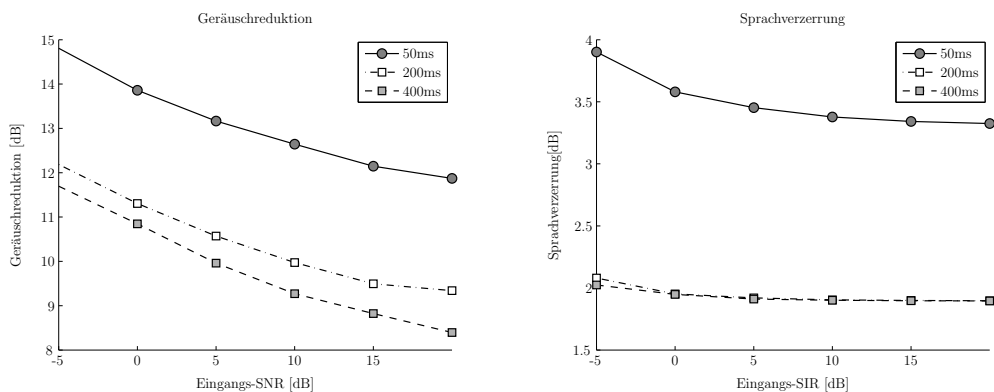 Geräuschreduktion
15
14
13
12
11
10
9
8
-5
0
5
10
15
Geräuschreduktion [dB]
Eingangs-SNR [dB]
50ms
200ms
400ms
Sprachverzerrung
4
3.5
3
2.5
2
1.5
-5
0
5
10
15
Sprachverzerrung[dB]
Eingangs-SIR [dB]
50ms
200ms
400ms